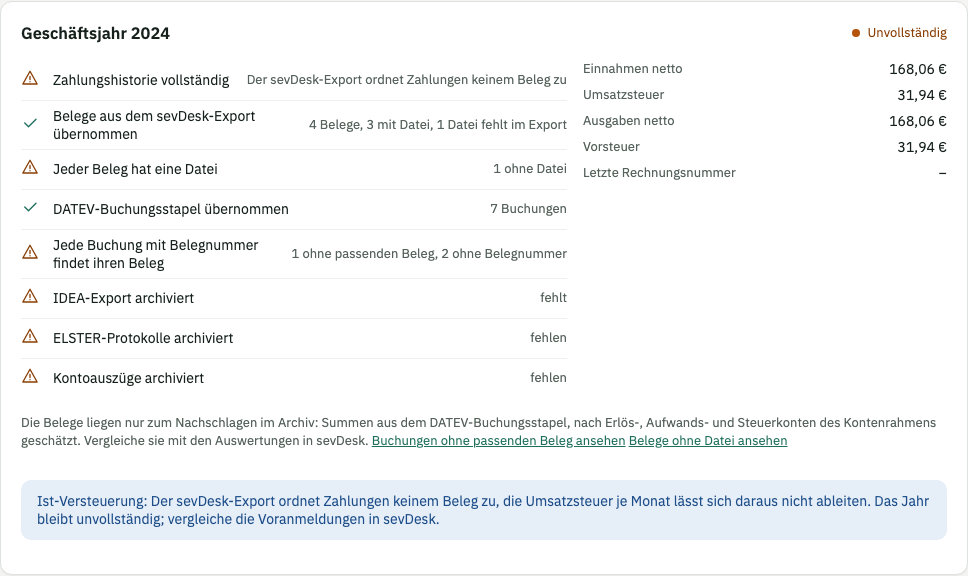 Geschäftsjahr 2024
Unvollständig
Zahlungshistorie vollständig
Der sevDesk-Export ordnet Zahlungen keinem Beleg zu
Belege aus dem sevDesk-Export
übernommen
4 Belege, 3 mit Datei, 1 Datei fehlt im Export
Jeder Beleg hat eine Datei
1 ohne Datei
DATEV-Buchungsstapel übernommen
7 Buchungen
Jede Buchung mit Belegnummer
findet ihren Beleg
1 ohne passenden Beleg, 2 ohne Belegnummer
IDEA-Export archiviert
fehlt
ELSTER-Protokolle archiviert
fehlen
Kontoauszüge archiviert
fehlen
Einnahmen netto 168,06 €
Umsatzsteuer 31,94 €
Ausgaben netto 168,06 €
Vorsteuer 31,94 €
Letzte Rechnungsnummer –
Die Belege liegen nur zum Nachschlagen im Archiv: Summen aus dem DATEV-Buchungsstapel, nach Erlös-, Aufwands- und Steuerkonten des Kontenrahmens
geschätzt. Vergleiche sie mit den Auswertungen in sevDesk. Buchungen ohne passenden Beleg ansehen Belege ohne Datei ansehen
Ist-Versteuerung: Der sevDesk-Export ordnet Zahlungen keinem Beleg zu, die Umsatzsteuer je Monat lässt sich daraus nicht ableiten. Das Jahr
bleibt unvollständig; vergleiche die Voranmeldungen in sevDesk.